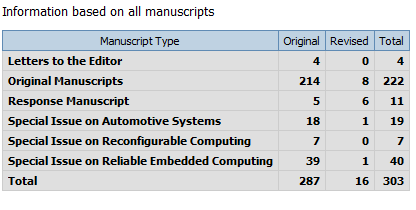 Information based on all manuscripts
Manuscript Type Original Revised Total
Letters to the Editor 4 0 4
Original Manuscripts 214 8 222
Response Manuscript 5 6 11
Special Issue on Automotive Systems 18 1 19
Special Issue on Reconfigurable Computing 7 0 7
Special Issue on Reliable Embedded Computing 39 1 40
Total 287 16 303